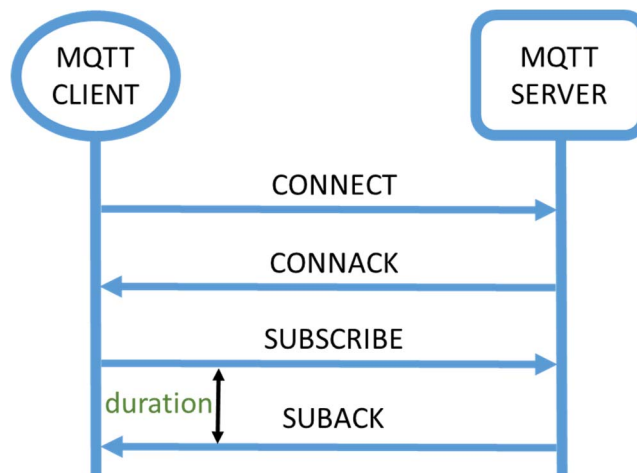 MQTT
CLIENT
MQTT
SERVER
CONNECT
CONNACK
SUBSCRIBE
duration
SUBACK